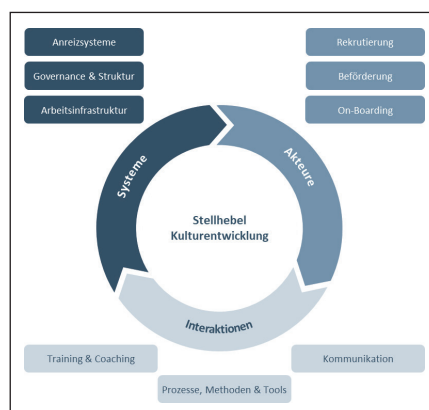 Anreizsysteme
Governance & Struktur
Arbeitsinfrastruktur
Rekrutierung
Beförderung
On-Boarding
Systeme
Akteure
Stellhebel
Kulturentwicklung
Interaktionen
Training & Coaching
Kommunikation
Prozesse, Methoden & Tools